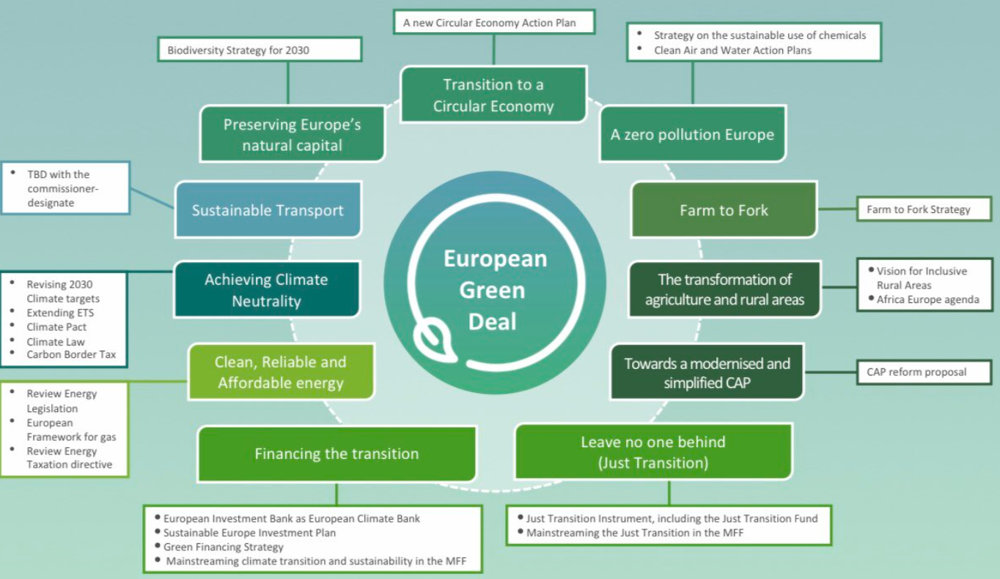 A new Circular Economy Action Plan
Biodiversity Strategy for 2030
• Strategy on the sustainable use of chemicals
• Clean Air and Water Action Plans
Transition to a
Circular Economy
Preserving Europe's
natural capital
A zero pollution Europe
• TBD with the
commissioner-
designate
Sustainable Transport
Farm to Fork
Farm to Fork Strategy
European
Green
Deal
• Revising 2030
Climate targets
• Extending ETS
• Climate Pact
• Climate Law
• Carbon Border Tax
Achieving Climate
Neutrality
The transformation of
agriculture and rural areas
• Vision for Inclusive
Rural Areas
• Africa Europe agenda
• Review Energy
Legislation
• European
Framework for gas
• Review Energy
Taxation directive
Clean, Reliable and
Affordable energy
Towards a modernised and
simplified CAP
CAP reform proposal
Financing the transition
Leave no one behind
(Just Transition)
• European Investment Bank as European Climate Bank
• Sustainable Europe Investment Plan
• Green Financing Strategy
• Mainstreaming climate transition and sustainability in the MFF
• Just Transition Instrument, including the Just Transition Fund
• Mainstreaming the Just Transition in the MFF